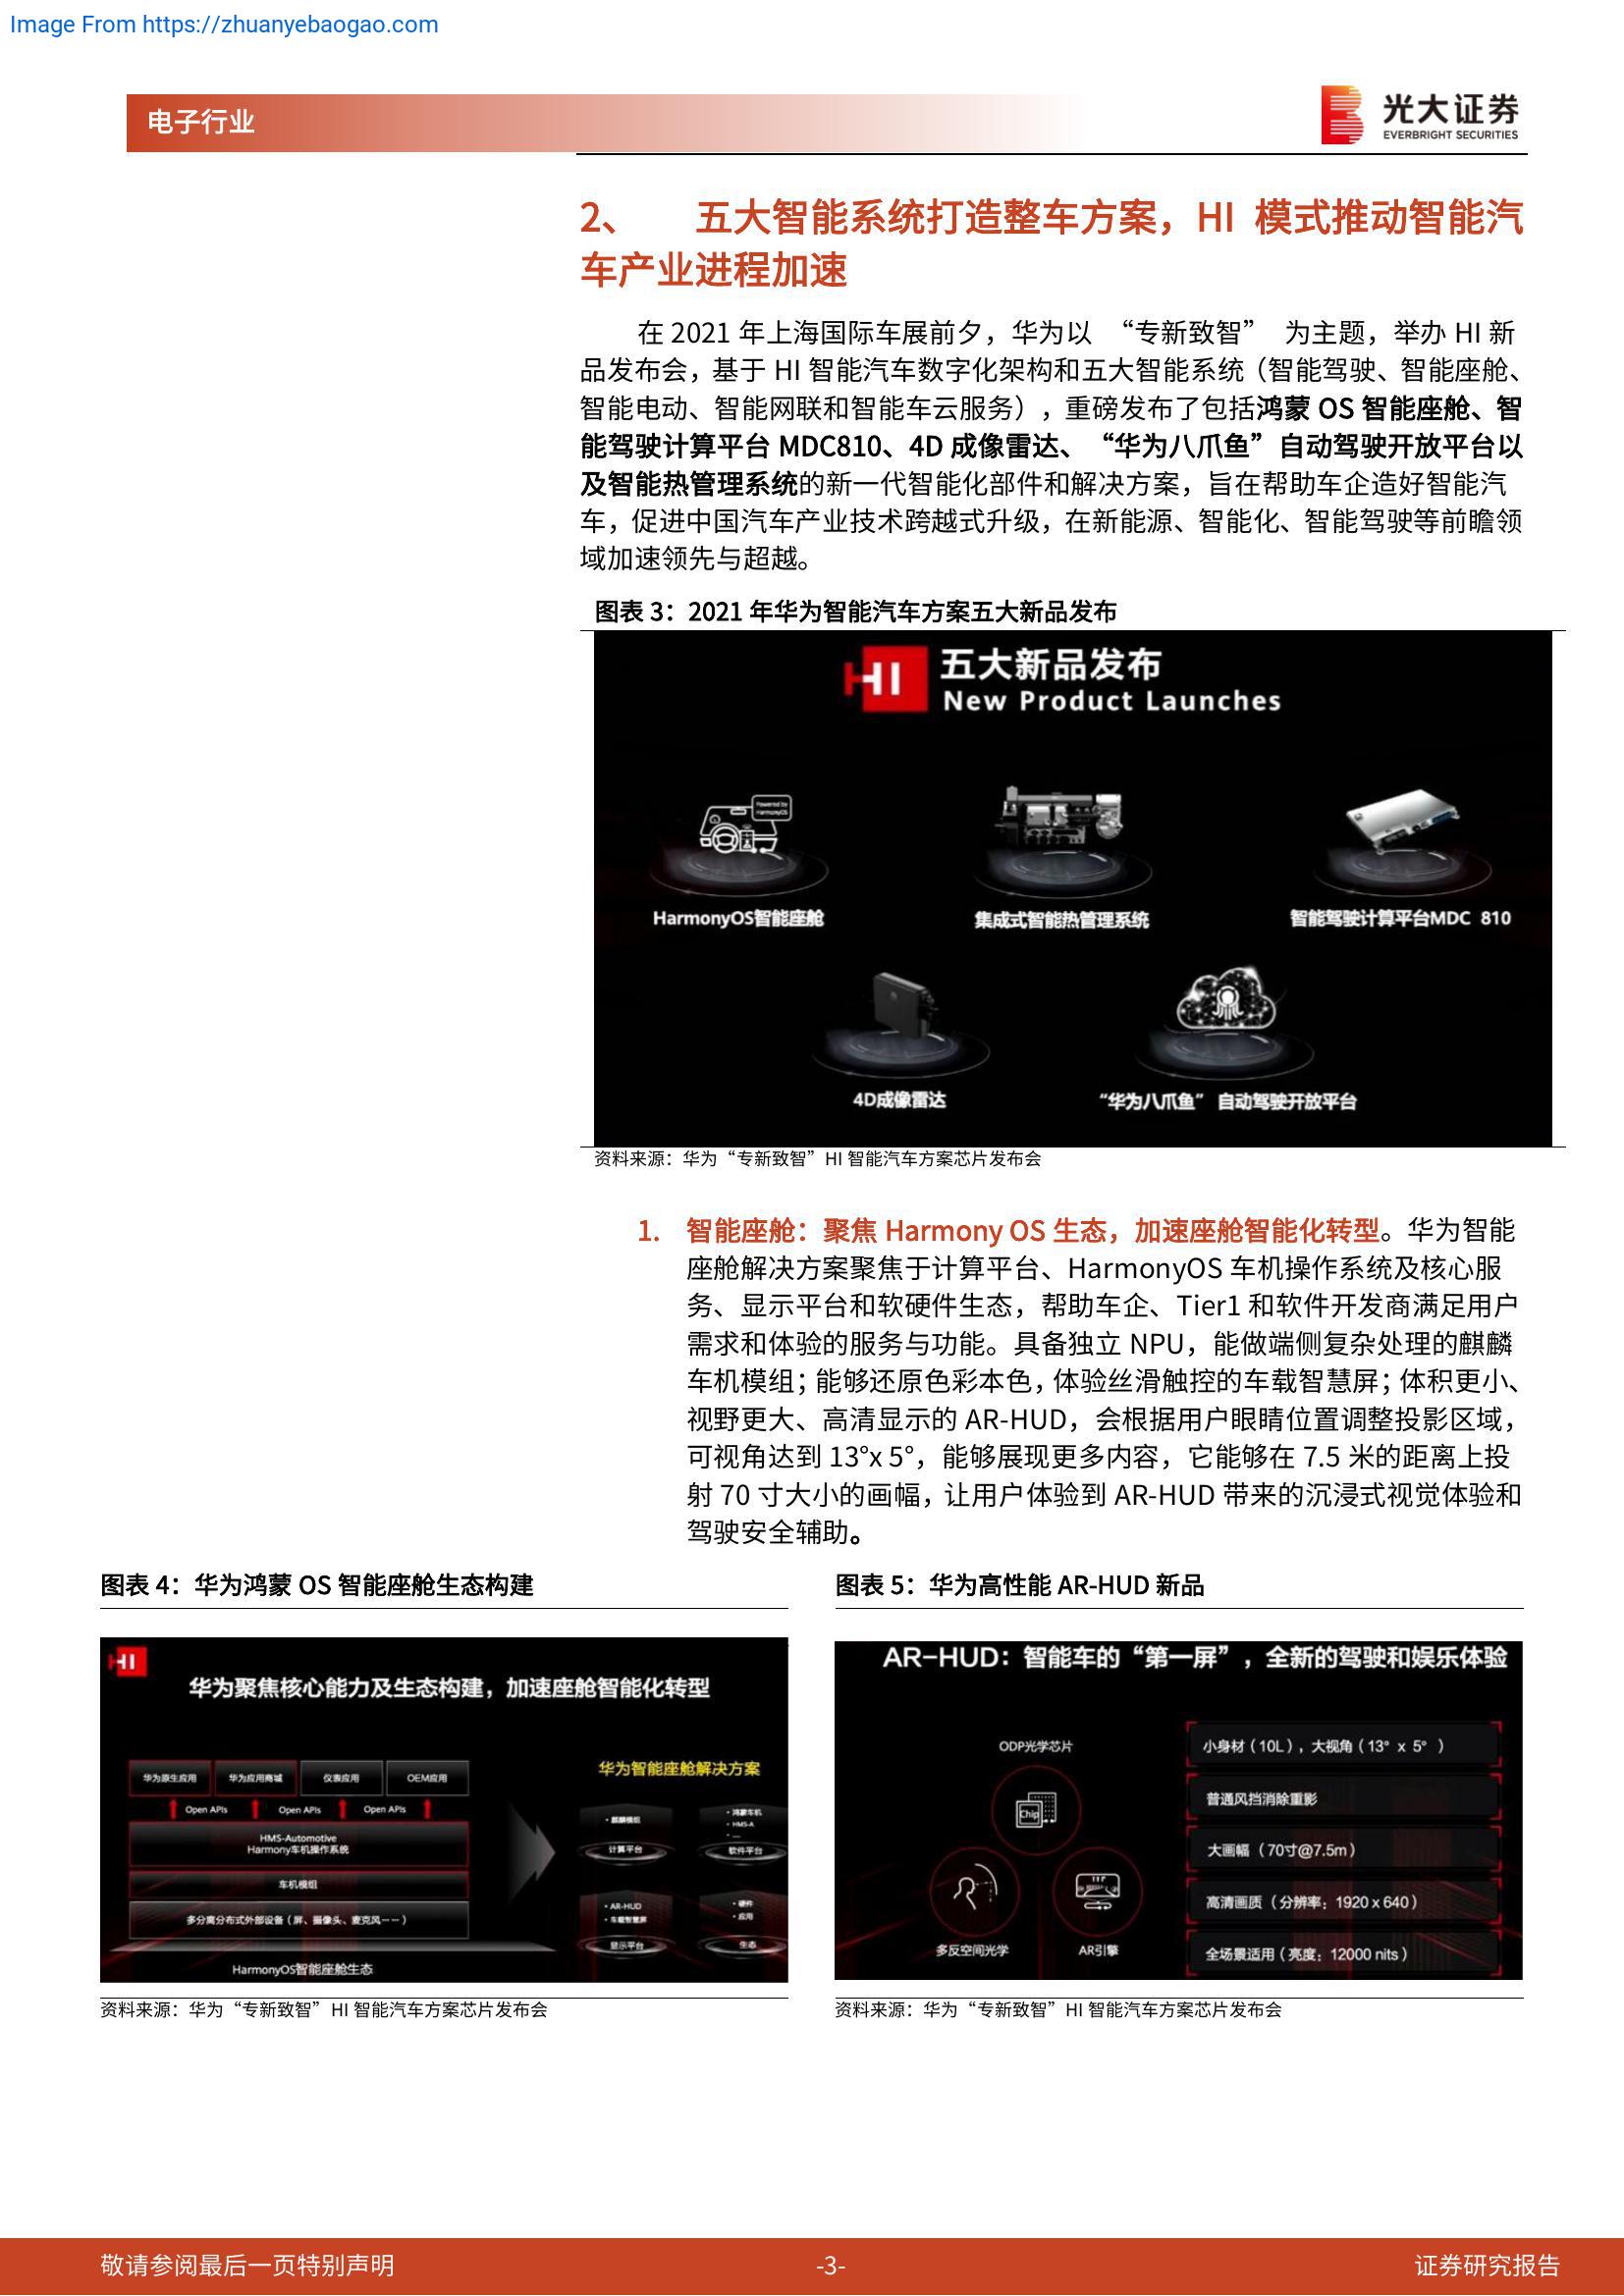 Image From https://zhuanyebaogao.com
电子行业
光大证券
EVERBRIGHT SECURITIES
2、 五大智能系统打造整车方案，HI 模式推动智能汽
车产业进程加速
在 2021 年上海国际车展前夕，华为以 “专新致智” 为主题，举办 HI 新
品发布会，基于 HI 智能汽车数字化架构和五大智能系统（智能驾驶、智能座舱、
智能电动、智能网联和智能车云服务），重磅发布了包括鸿蒙 OS 智能座舱、智
能驾驶计算平台 MDC810、4D 成像雷达、“华为八爪鱼”自动驾驶开放平台以
及智能热管理系统的新一代智能化部件和解决方案，旨在帮助车企造好智能汽
车，促进中国汽车产业技术跨越式升级，在新能源、智能化、智能驾驶等前瞻领
域加速领先与超越。
图表 3：2021 年华为智能汽车方案五大新品发布
HI 五大新品发布
New Product Launches
Powered by
HarmonyOS
HarmonyOS智能座舱
集成式智能热管理系统
智能驾驶计算平台MDC 810
4D成像雷达
“华为八爪鱼” 自动驾驶开放平台
资料来源：华为“专新致智”HI 智能汽车方案芯片发布会
1. 智能座舱：聚焦 Harmony OS 生态，加速座舱智能化转型。华为智能
座舱解决方案聚焦于计算平台、HarmonyOS 车机操作系统及核心服
务、显示平台和软硬件生态，帮助车企、Tier1 和软件开发商满足用户
需求和体验的服务与功能。具备独立 NPU，能做端侧复杂处理的麒麟
车机模组；能够还原色彩本色，体验丝滑触控的车载智慧屏；体积更小、
视野更大、高清显示的 AR-HUD，会根据用户眼睛位置调整投影区域，
可视角达到 13°x 5°，能够展现更多内容，它能够在 7.5 米的距离上投
射 70 寸大小的画幅，让用户体验到 AR-HUD 带来的沉浸式视觉体验和
驾驶安全辅助。
图表 4：华为鸿蒙 OS 智能座舱生态构建
HI
华为聚焦核心能力及生态构建，加速座舱智能化转型
华为原生应用 华为应用商城 仪表应用 OEM应用
Open APIs Open APIs Open APIs
HMS-Automotive
Harmony车机操作系统
车机模组
多分离分布式外部设备（屏、摄像头、麦克风……）
HarmonyOS智能座舱生态
华为智能座舱解决方案
・麒麟模组
计算平台
・鸿蒙车机
・HMS-A
软件平台
・AR-HUD
・车载智慧屏
显示平台
・硬件
・应用
生态
资料来源：华为“专新致智”HI 智能汽车方案芯片发布会
图表 5：华为高性能 AR-HUD 新品
AR-HUD：智能车的“第一屏”，全新的驾驶和娱乐体验
ODP光学芯片
Chip
多反空间光学
AR引擎
小身材（10L），大视角（13° x 5° ）
普通风挡消除重影
大画幅（70寸@7.5m）
高清画质（分辨率：1920 x 640）
全场景适用（亮度：12000 nits）
资料来源：华为“专新致智”HI 智能汽车方案芯片发布会
敬请参阅最后一页特别声明
-3-
证券研究报告